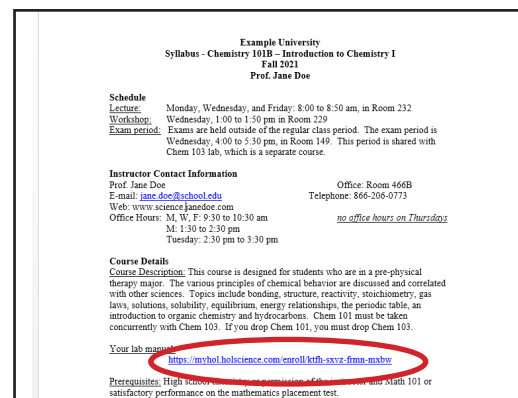 Example University
Syllabus - Chemistry 101B – Introduction to Chemistry I
Fall 2021
Prof. Jane Doe
Schedule
Lecture: Monday, Wednesday, and Friday: 8:00 to 8:50 am, in Room 232
Workshop: Wednesday, 1:00 to 1:50 pm in Room 229
Exam period: Exams are held outside of the regular class period. The exam period is
Wednesday, 4:00 to 5:30 pm, in Room 149. This period is shared with
Chem 103 lab, which is a separate course.
Instructor Contact Information
Prof. Jane Doe Office: Room 466B
E-mail: jane.doe@school.edu Telephone: 866-206-0773
Web: www.science.janedoe.com
Office Hours: M, W, F: 9:30 to 10:30 am no office hours on Thursdays
M: 1:30 to 2:30 pm
Tuesday: 2:30 pm to 3:30 pm
Course Details
Course Description: This course is designed for students who are in a pre-physical
therapy major. The various principles of chemical behavior are discussed and correlated
with other sciences. Topics include bonding, structure, reactivity, stoichiometry, gas
laws, solutions, solubility, equilibrium, energy relationships, the periodic table, an
introduction to organic chemistry and hydrocarbons. Chem 101 must be taken
concurrently with Chem 103. If you drop Chem 101, you must drop Chem 103.
Your lab manual:
https://myhol.holscience.com/enroll/ktfh-sxvz-frmn-mxbw
Prerequisites: High school chemistry or permission of the instructor and Math 101 or
satisfactory performance on the mathematics placement test.